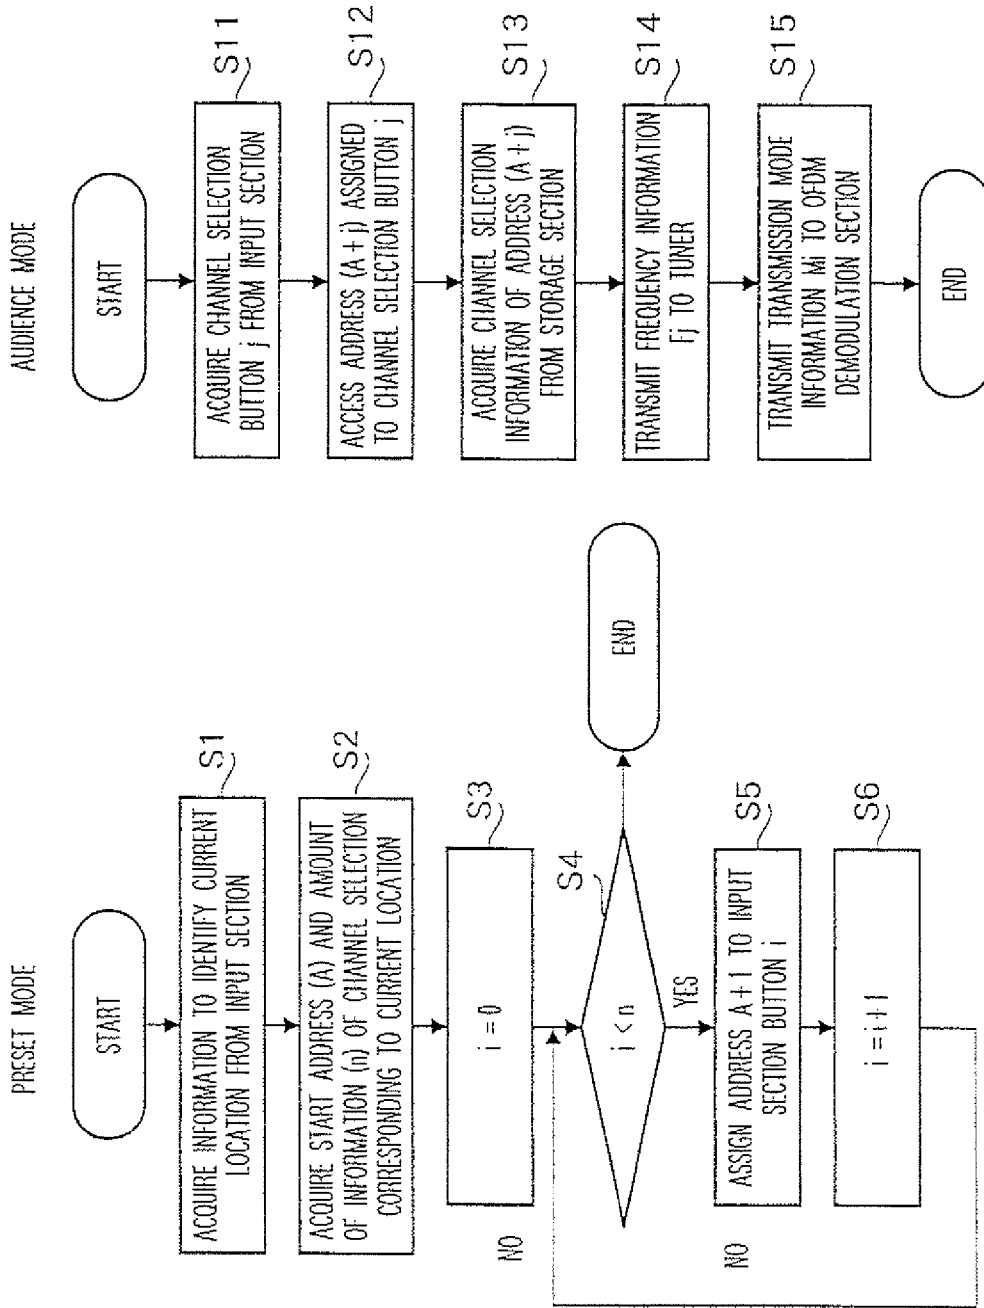 PRESET MODE
START
ACQUIRE INFORMATION TO IDENTIFY CURRENT
LOCATION FROM INPUT SECTION
S1
ACQUIRE START ADDRESS (A) AND AMOUNT
OF INFORMATION (n) OF CHANNEL SELECTION
CORRESPONDING TO CURRENT LOCATION
S2
i = 0
S3
NO
i < n
S4
END
YES
ASSIGN ADDRESS A + 1 TO INPUT
SECTION BUTTON i
S5
i = i + 1
S6
NO
AUDIENCE MODE
START
ACQUIRE CHANNEL SELECTION
BUTTON j FROM INPUT SECTION
S11
ACCESS ADDRESS (A + j) ASSIGNED
TO CHANNEL SELECTION BUTTON j
S12
ACQUIRE CHANNEL SELECTION
INFORMATION OF ADDRESS (A + j)
FROM STORAGE SECTION
S13
TRANSMIT FREQUENCY INFORMATION
Fj TO TUNER
S14
TRANSMIT TRANSMISSION MODE
INFORMATION Mi TO OFDM
DEMODULATION SECTION
S15
END